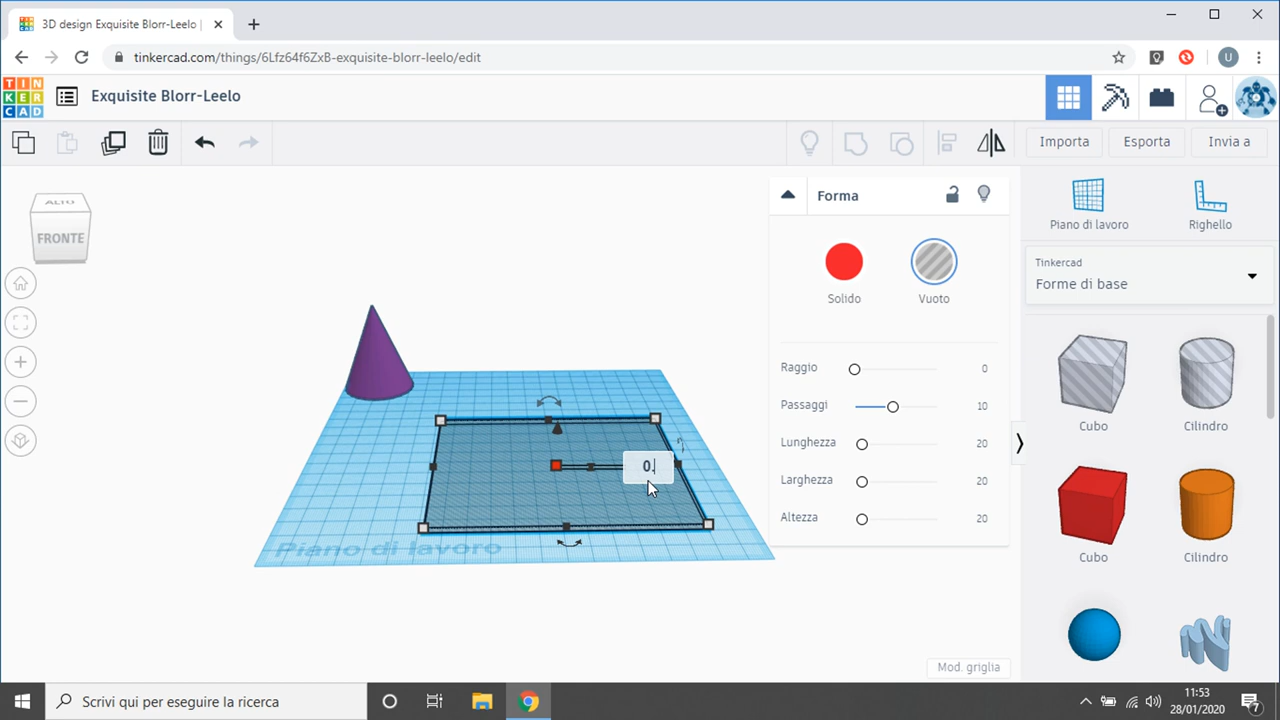 3D design Exquisite Blorr-Leelo |
tinkercad.com/things/6Lfz64f6ZxB-exquisite-blorr-leelo/edit
U
TIN
KER
CAD
Exquisite Blorr-Leelo
Importa
Esporta
Invia a
ALTO
FRONTE
Forma
Solido
Vuoto
Raggio 0
Passaggi 10
Lunghezza 20
Larghezza 20
Altezza 20
Piano di lavoro
Righello
Tinkercad
Forme di base
Cubo
Cilindro
Cubo
Cilindro
0.
Piano di lavoro
Mod. griglia
Scrivi qui per eseguire la ricerca
11:53
28/01/2020
7